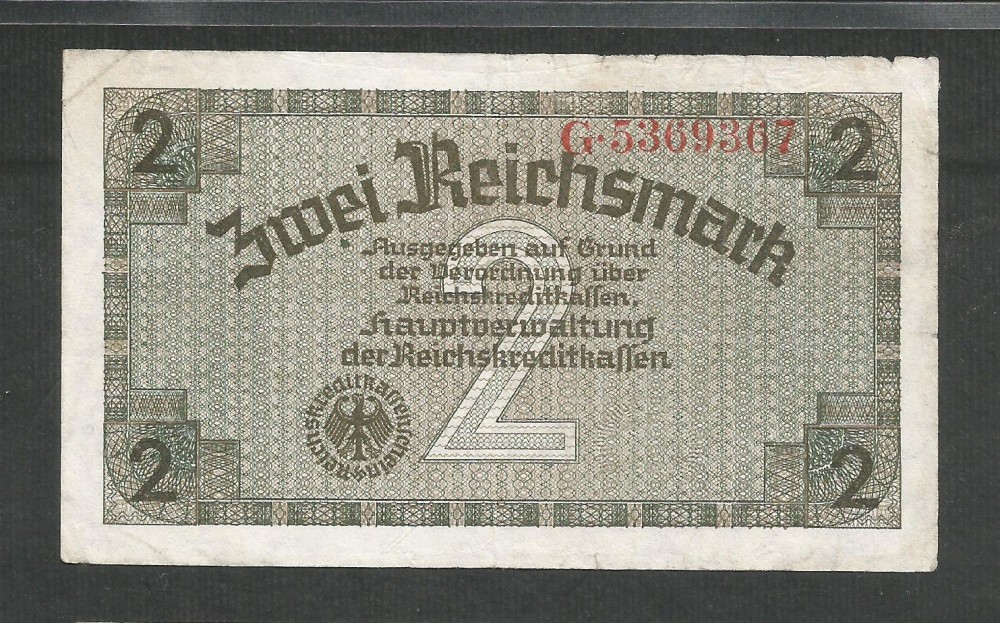 2 2
G·5369367
Zwei Reichsmark
Ausgegeben auf Grund
der Verordnung über
Reichskreditkassen.
Hauptverwaltung
der Reichskreditkassen
2
Reichskreditkassenschein
2 2